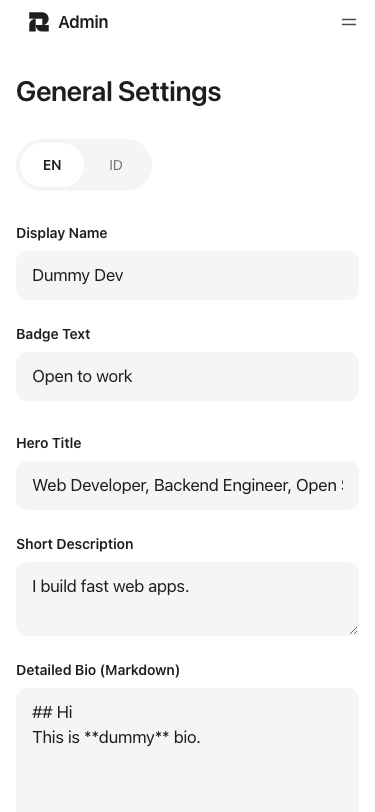 Admin
General Settings
EN ID
Display Name
Dummy Dev
Badge Text
Open to work
Hero Title
Web Developer, Backend Engineer, Open
Short Description
I build fast web apps.
Detailed Bio (Markdown)
## Hi
This is **dummy** bio.